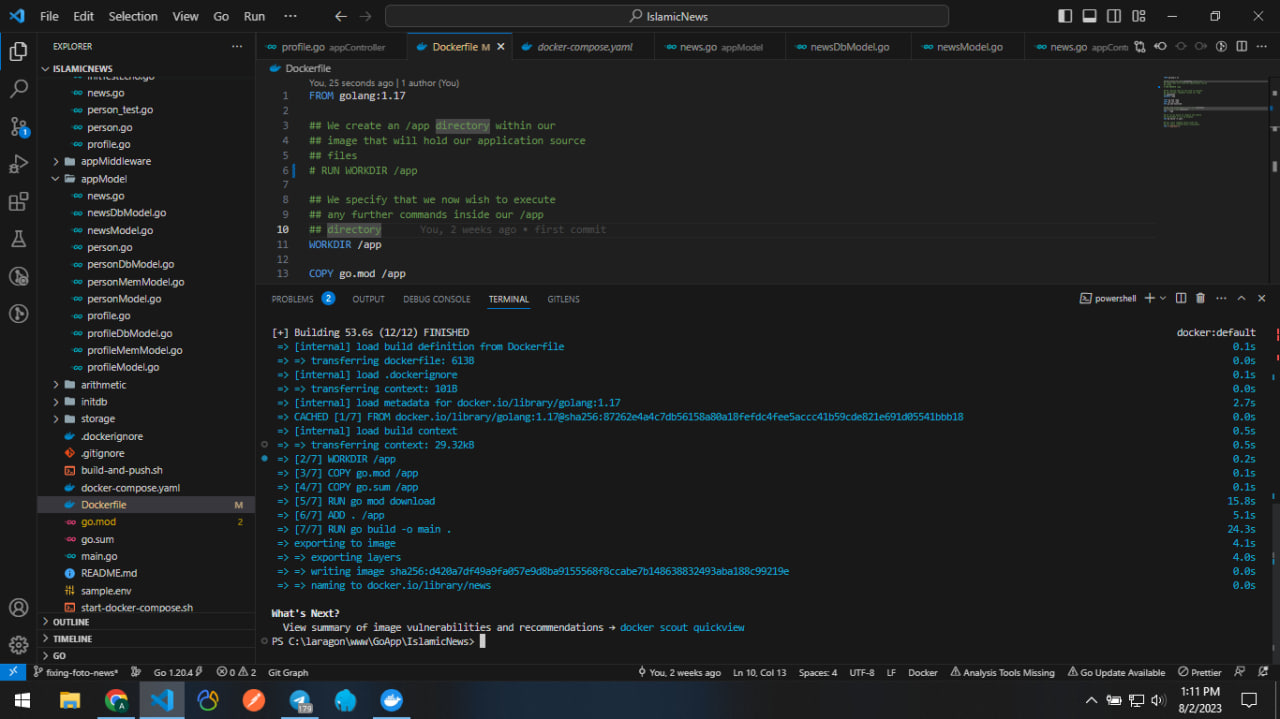 File Edit Selection View Go Run ··· IslamicNews
EXPLORER ···
ISLAMICNEWS
news.go
person_test.go
person.go
profile.go
appMiddleware
appModel
news.go
newsDbModel.go
newsModel.go
person.go
personDbModel.go
personMemModel.go
personModel.go
profile.go
profileDbModel.go
profileMemModel.go
profileModel.go
arithmetic
initdb
storage
.dockerignore
.gitignore
build-and-push.sh
docker-compose.yaml
Dockerfile M
go.mod 2
go.sum
main.go
README.md
sample.env
start-docker-compose.sh
OUTLINE
TIMELINE
GO
profile.go appController Dockerfile M docker-compose.yaml news.go appModel newsDbModel.go newsModel.go news.go appConti
Dockerfile
You, 25 seconds ago | 1 author (You)
1 FROM golang:1.17
2
3 ## We create an /app directory within our
4 ## image that will hold our application source
5 ## files
6 # RUN WORKDIR /app
7
8 ## We specify that we now wish to execute
9 ## any further commands inside our /app
10 ## directory You, 2 weeks ago • first commit
11 WORKDIR /app
12
13 COPY go.mod /app
PROBLEMS 2 OUTPUT DEBUG CONSOLE TERMINAL GITLENS powershell
[+] Building 53.6s (12/12) FINISHED docker:default
=> [internal] load build definition from Dockerfile 0.1s
=> => transferring dockerfile: 613B 0.0s
=> [internal] load .dockerignore 0.1s
=> => transferring context: 101B 0.0s
=> [internal] load metadata for docker.io/library/golang:1.17 2.7s
=> CACHED [1/7] FROM docker.io/library/golang:1.17@sha256:87262e4a4c7db56158a80a18fefdc4fee5accc41b59cde821e691d05541bbb18 0.0s
=> [internal] load build context 0.5s
=> => transferring context: 29.32kB 0.5s
=> [2/7] WORKDIR /app 0.2s
=> [3/7] COPY go.mod /app 0.1s
=> [4/7] COPY go.sum /app 0.1s
=> [5/7] RUN go mod download 15.8s
=> [6/7] ADD . /app 5.1s
=> [7/7] RUN go build -o main . 24.3s
=> exporting to image 4.1s
=> => exporting layers 4.0s
=> => writing image sha256:d420a7df49a9fa057e9d8ba9155568f8ccabe7b148638832493aba188c99219e 0.0s
=> => naming to docker.io/library/news 0.0s
What's Next?
View summary of image vulnerabilities and recommendations → docker scout quickview
PS C:\laragon\www\GoApp\IslamicNews>
fixing-foto-news* Go 1.20.4 0 2 Git Graph You, 2 weeks ago Ln 10, Col 13 Spaces: 4 UTF-8 LF Docker Analysis Tools Missing Go Update Available Prettier
179
1:11 PM
8/2/2023